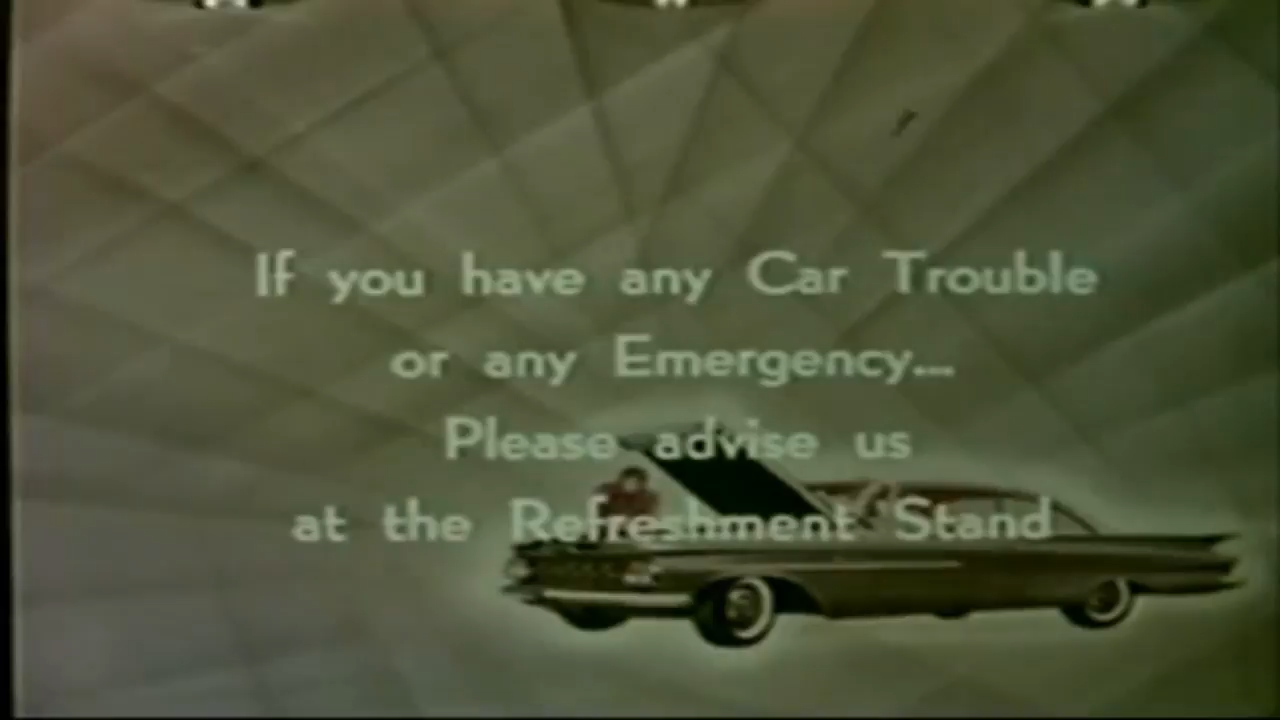 If you have any Car Trouble
or any Emergency...
Please advise us
at the Refreshment Stand